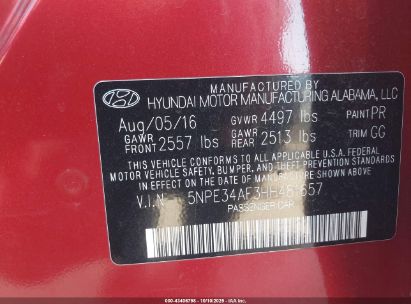 MANUFACTURED BY
HYUNDAI MOTOR MANUFACTURING ALABAMA, LLC
Aug/05/16 GVWR 4497 lbs PAINT PR
GAWR FRONT 2557 lbs GAWR REAR 2513 lbs TRIM GG
THIS VEHICLE CONFORMS TO ALL APPLICABLE U.S.A. FEDERAL
MOTOR VEHICLE SAFETY, BUMPER, AND THEFT PREVENTION
STANDARDS IN EFFECT ON THE DATE OF MANUFACTURE SHOWN ABOVE.
V.I.N: 5NPE34AF3HH481657
PASSENGER CAR